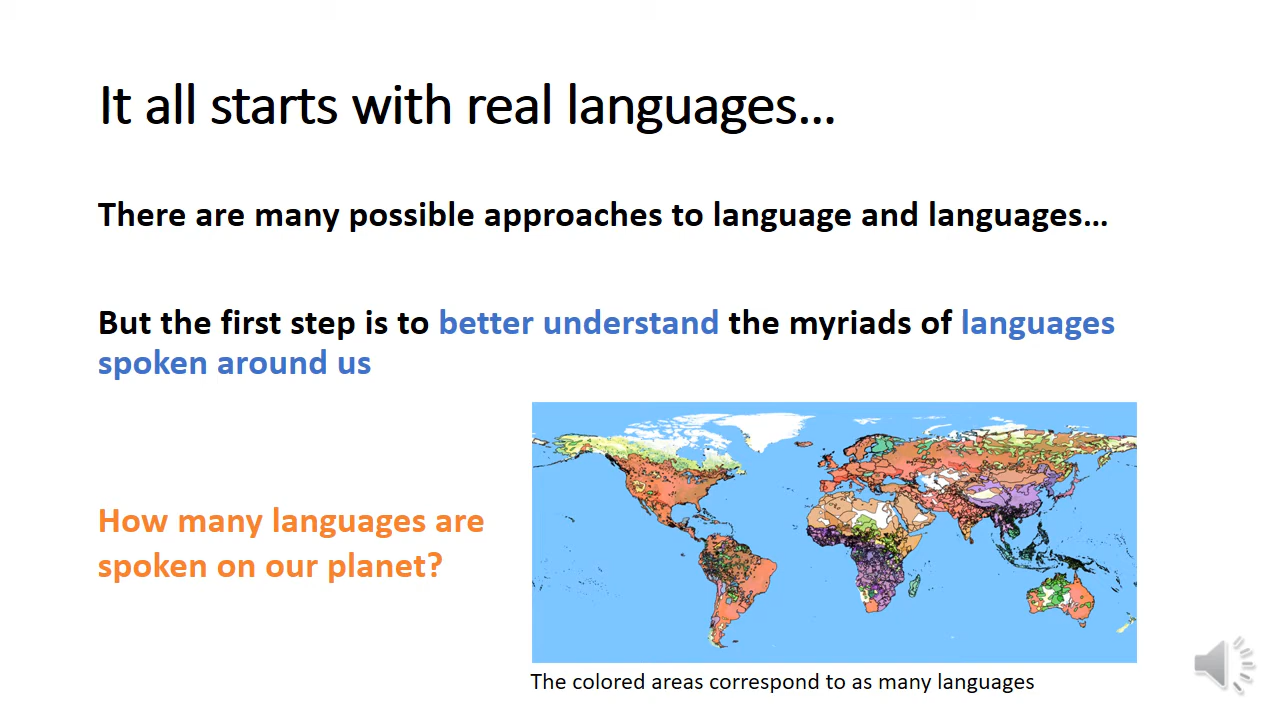 It all starts with real languages…
There are many possible approaches to language and languages…
But the first step is to better understand the myriads of languages
spoken around us
How many languages are
spoken on our planet?
The colored areas correspond to as many languages